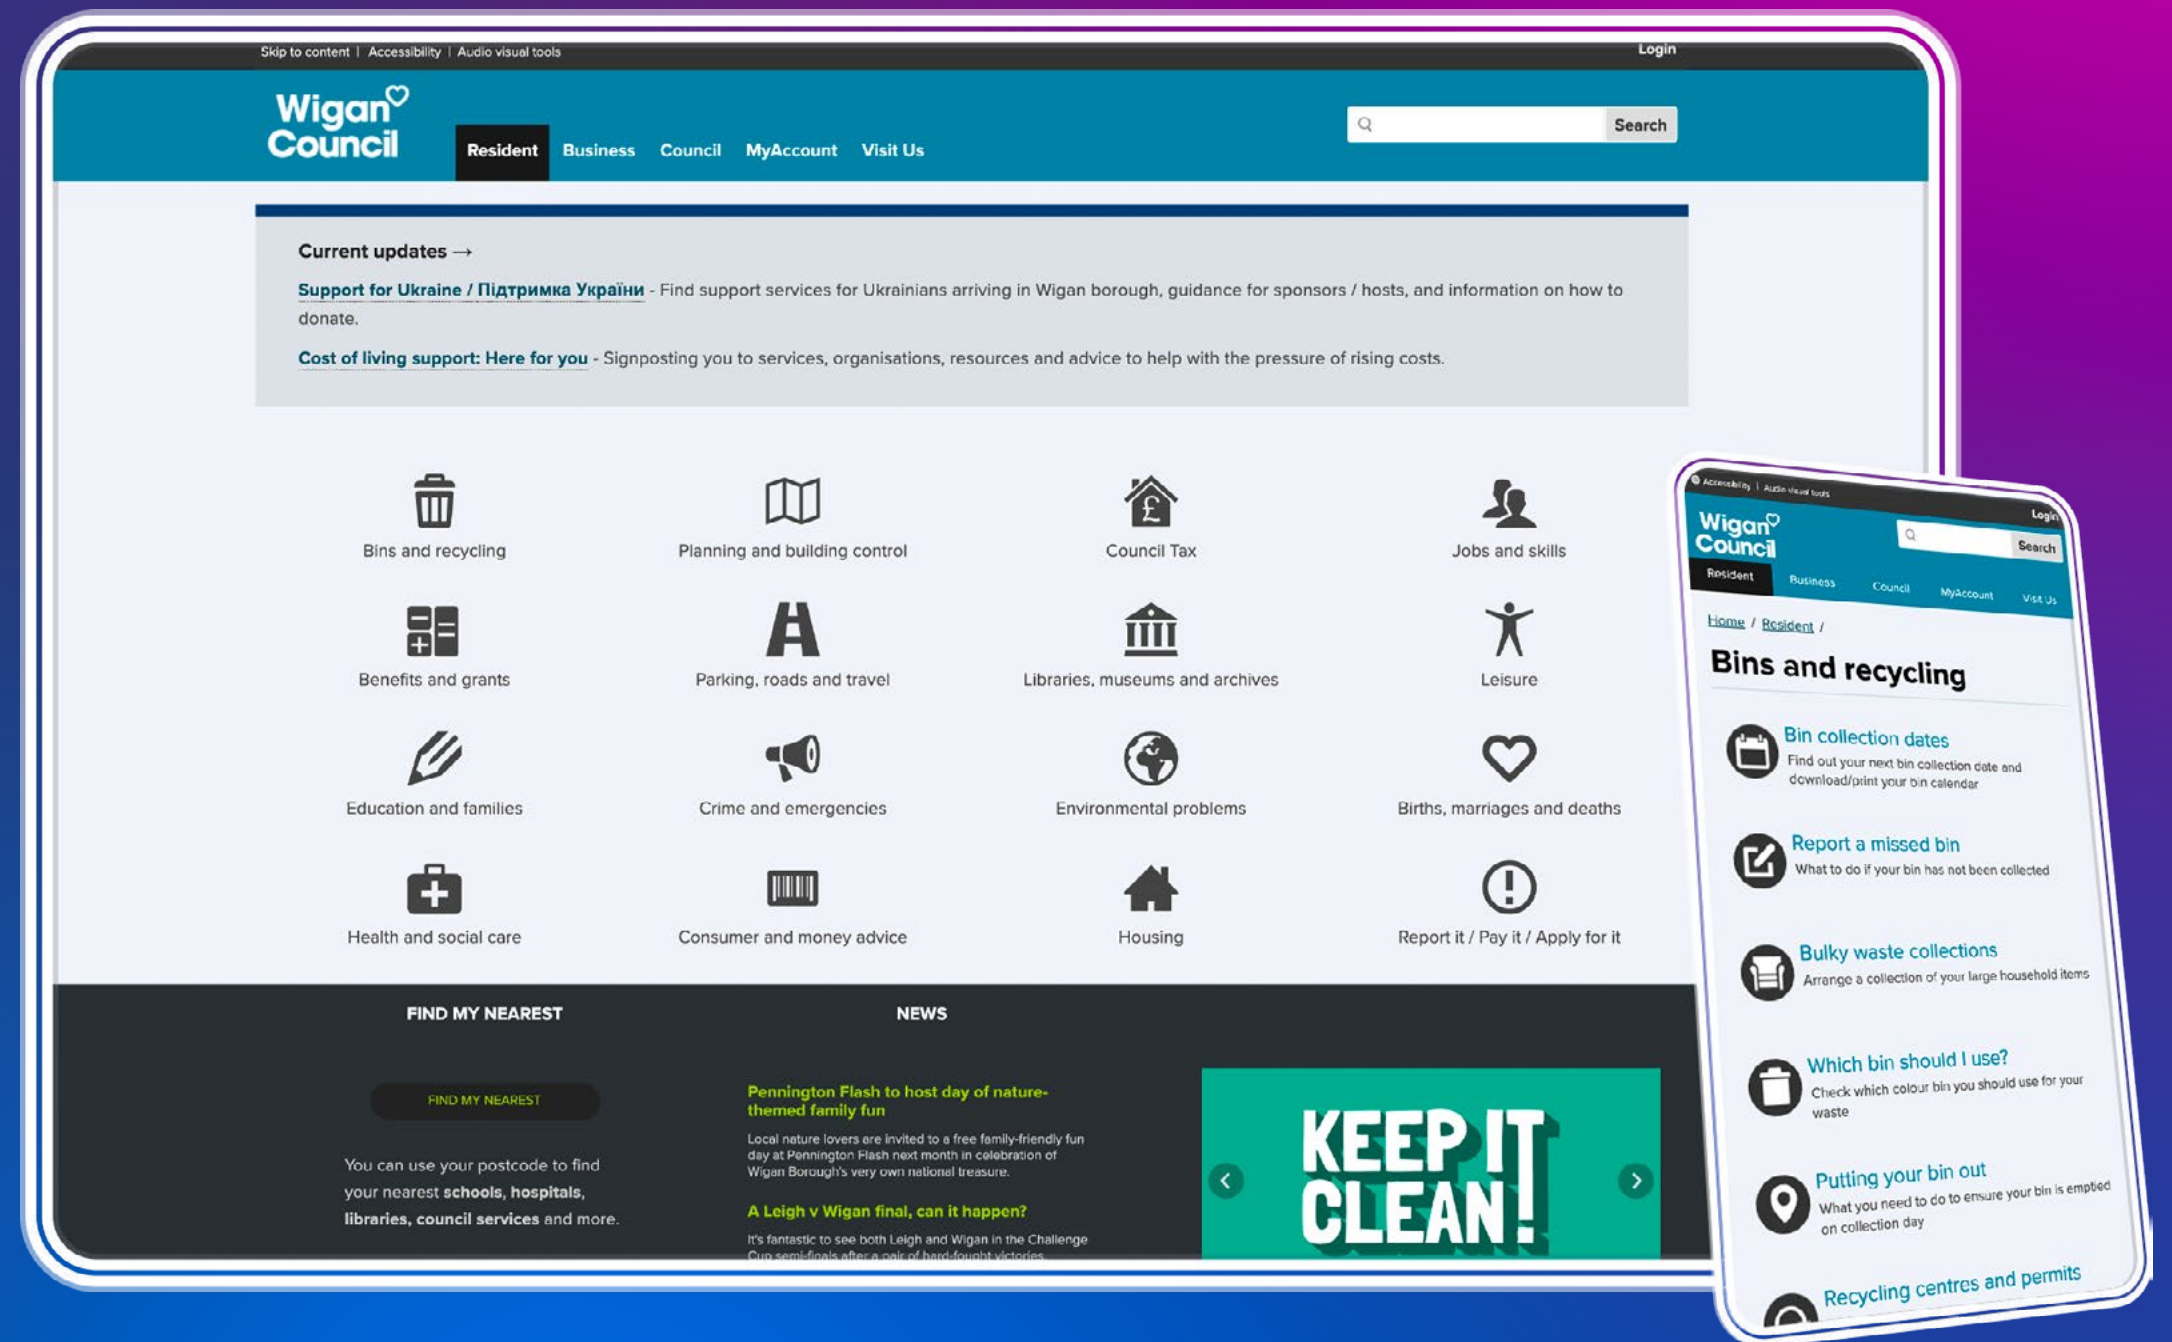 Skip to content | Accessibility | Audio visual tools
Login
Wigan
Council
Resident Business Council MyAccount Visit Us
Search
Current updates →
Support for Ukraine / Підтримка України - Find support services for Ukrainians arriving in Wigan borough, guidance for sponsors / hosts, and information on how to
donate.
Cost of living support: Here for you - Signposting you to services, organisations, resources and advice to help with the pressure of rising costs.
Bins and recycling
Planning and building control
£
Council Tax
Jobs and skills
Benefits and grants
Parking, roads and travel
Libraries, museums and archives
Leisure
Education and families
Crime and emergencies
Environmental problems
Births, marriages and deaths
Health and social care
Consumer and money advice
Housing
Report it / Pay it / Apply for it
FIND MY NEAREST
FIND MY NEAREST
You can use your postcode to find
your nearest schools, hospitals,
libraries, council services and more.
NEWS
Pennington Flash to host day of nature-
themed family fun
Local nature lovers are invited to a free family-friendly fun
day at Pennington Flash next month in celebration of
Wigan Borough's very own national treasure.
A Leigh v Wigan final, can it happen?
It's fantastic to see both Leigh and Wigan in the Challenge
Cup semi-finals after a pair of hard-fought victories
KEEP IT
CLEAN!
Accessibility | Audio visual tools
Login
Wigan
Council
Search
Resident Business Council MyAccount Visit Us
Home / Resident /
Bins and recycling
Bin collection dates
Find out your next bin collection date and
download/print your bin calendar
Report a missed bin
What to do if your bin has not been collected
Bulky waste collections
Arrange a collection of your large household items
Which bin should I use?
Check which colour bin you should use for your
waste
Putting your bin out
What you need to do to ensure your bin is emptied
on collection day
Recycling centres and permits